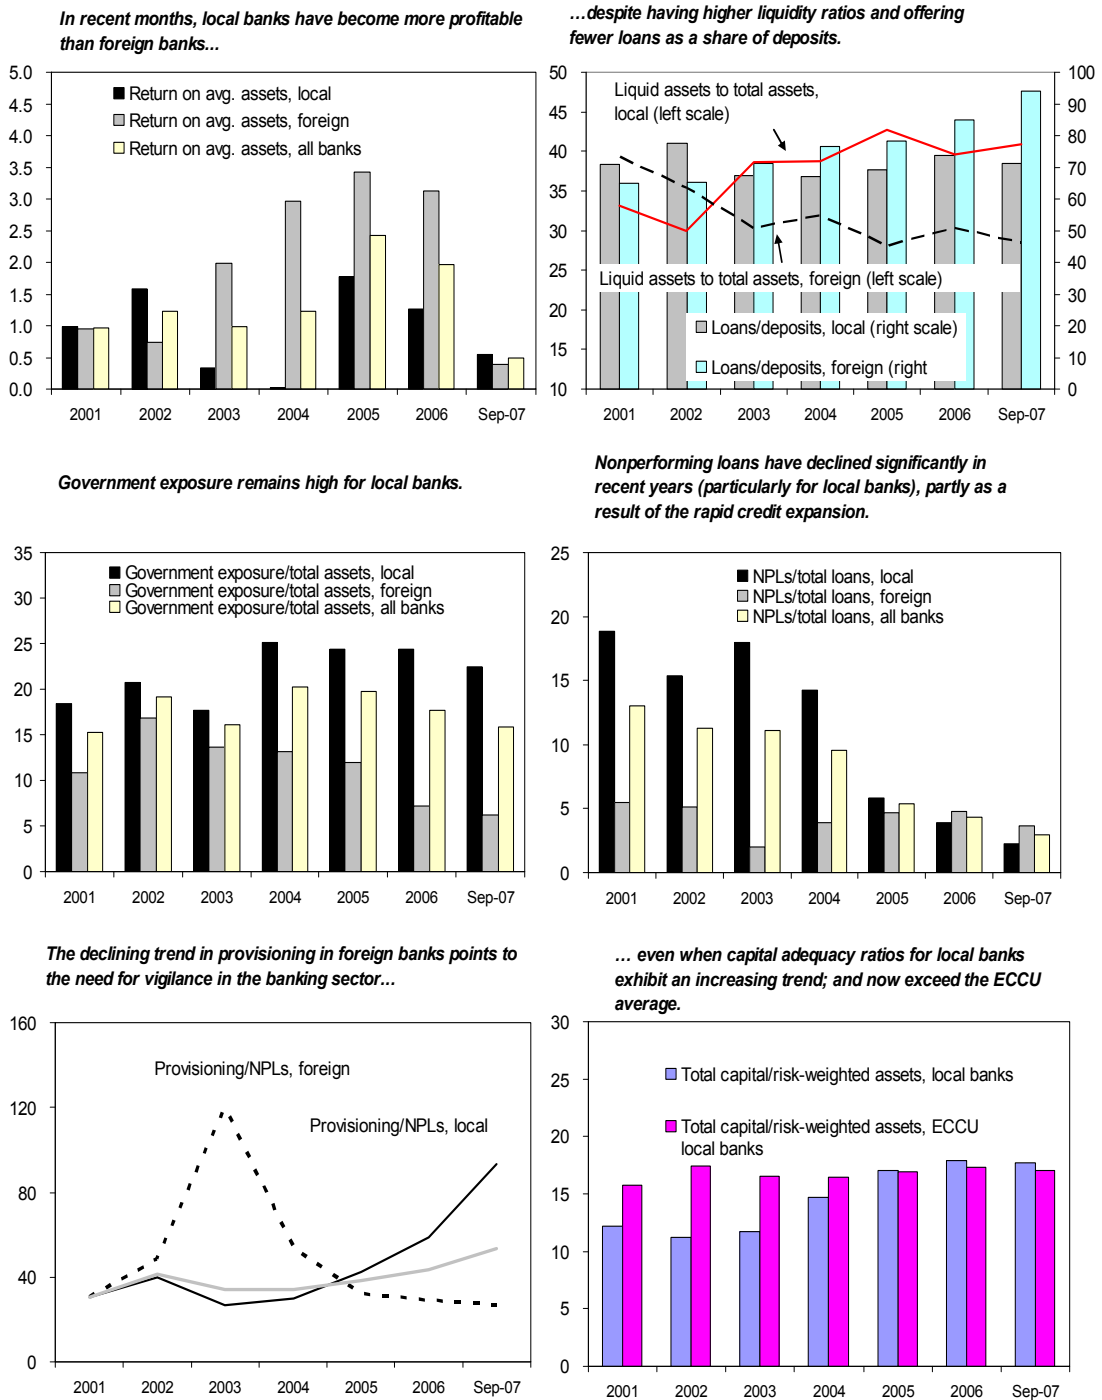 In recent months, local banks have become more profitable
than foreign banks...
5.0
4.5
4.0
3.5
3.0
2.5
2.0
1.5
1.0
0.5
0.0
Return on avg. assets, local
Return on avg. assets, foreign
Return on avg. assets, all banks
2001 2002 2003 2004 2005 2006 Sep-07
...despite having higher liquidity ratios and offering
fewer loans as a share of deposits.
50
45
40
35
30
25
20
15
10
100
90
80
70
60
50
40
30
20
10
0
Liquid assets to total assets,
local (left scale)
Liquid assets to total assets, foreign (left scale)
Loans/deposits, local (right scale)
Loans/deposits, foreign (right
2001 2002 2003 2004 2005 2006 Sep-07
Government exposure remains high for local banks.
35
30
25
20
15
10
5
0
Government exposure/total assets, local
Government exposure/total assets, foreign
Government exposure/total assets, all banks
2001 2002 2003 2004 2005 2006 Sep-07
Nonperforming loans have declined significantly in
recent years (particularly for local banks), partly as a
result of the rapid credit expansion.
25
20
15
10
5
0
NPLs/total loans, local
NPLs/total loans, foreign
NPLs/total loans, all banks
2001 2002 2003 2004 2005 2006 Sep-07
The declining trend in provisioning in foreign banks points to
the need for vigilance in the banking sector...
160
120
80
40
0
Provisioning/NPLs, foreign
Provisioning/NPLs, local
2001 2002 2003 2004 2005 2006 Sep-07
... even when capital adequacy ratios for local banks
exhibit an increasing trend; and now exceed the ECCU
average.
30
25
20
15
10
5
0
Total capital/risk-weighted assets, local banks
Total capital/risk-weighted assets, ECCU
local banks
2001 2002 2003 2004 2005 2006 Sep-07